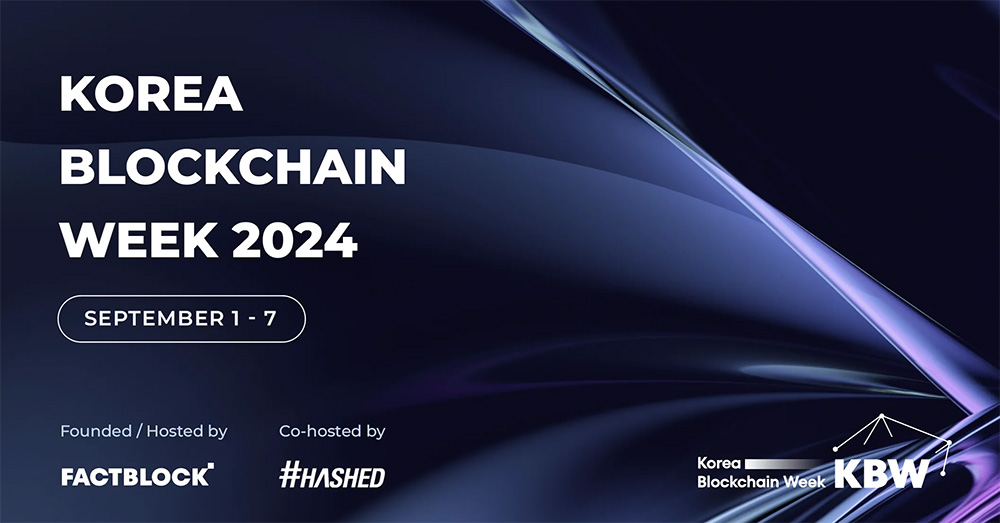 KOREA
BLOCKCHAIN
WEEK 2024
SEPTEMBER 1 - 7
Founded / Hosted by
FACTBLOCK
Co-hosted by
#HASHED
Korea
Blockchain Week
KBW